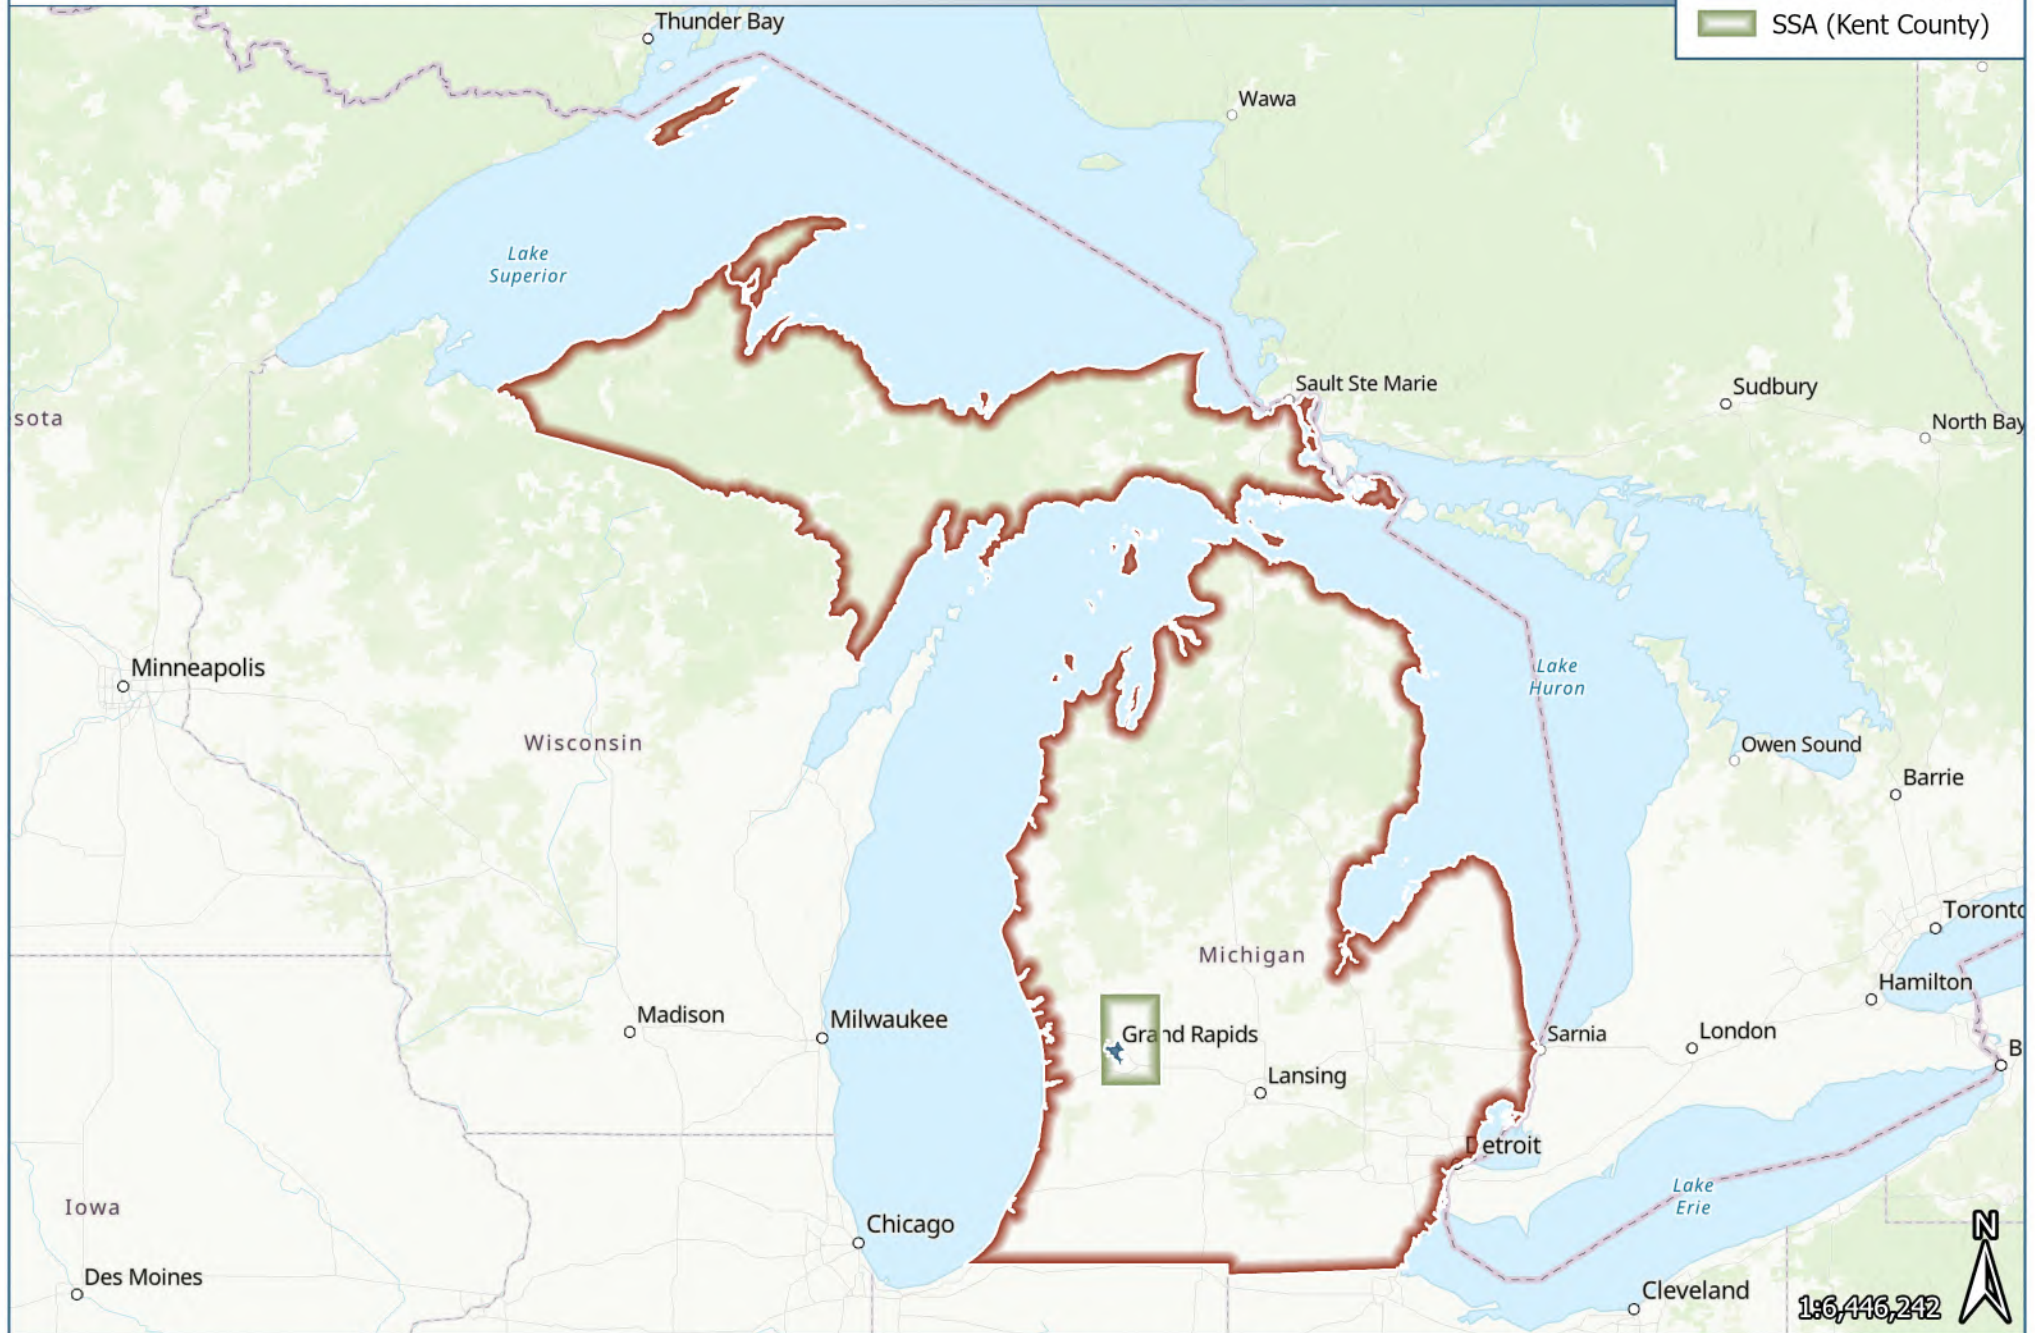 Thunder Bay
SSA (Kent County)
Wawa
Lake
Superior
Sault Ste Marie
Sudbury
sota
North Bay
Minneapolis
Lake
Huron
Wisconsin
Owen Sound
Barrie
Toronto
Michigan
Hamilton
Madison
Milwaukee
Grand Rapids
Sarnia
London
B
Lansing
Detroit
Lake
Erie
Iowa
Chicago
N
Des Moines
Cleveland
1:6,446,242